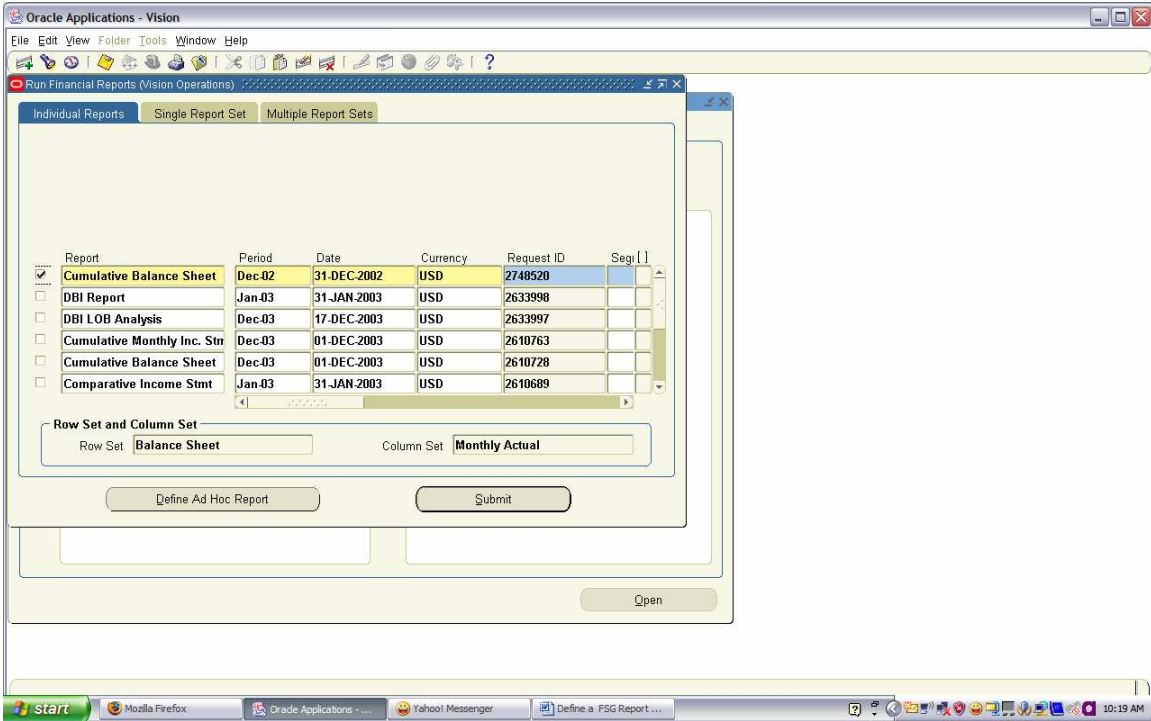 Oracle Applications - Vision
File Edit View Folder Tools Window Help
Run Financial Reports (Vision Operations)
Individual Reports Single Report Set Multiple Report Sets
Report Period Date Currency Request ID Segı [ ]
Cumulative Balance Sheet Dec-02 31-DEC-2002 USD 2748520
DBI Report Jan-03 31-JAN-2003 USD 2633998
DBI LOB Analysis Dec-03 17-DEC-2003 USD 2633997
Cumulative Monthly Inc. Stm Dec-03 01-DEC-2003 USD 2610763
Cumulative Balance Sheet Dec-03 01-DEC-2003 USD 2610728
Comparative Income Stmt Jan-03 31-JAN-2003 USD 2610689
Row Set and Column Set
Row Set Balance Sheet Column Set Monthly Actual
Define Ad Hoc Report Submit
Open
start Mozilla Firefox Oracle Applications - ... Yahoo! Messenger Define a FSG Report ... 10:19 AM